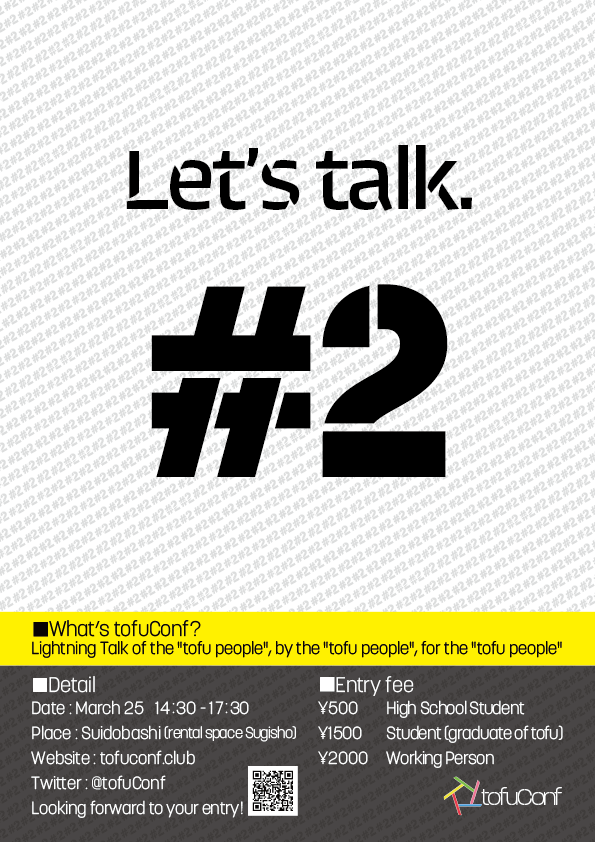 Let's talk.
#2
■What's tofuConf?
Lightning Talk of the "tofu people", by the "tofu people", for the "tofu people"
■Detail
Date : March 25 14:30 - 17:30
Place : Suidobashi (rental space Sugisho)
Website : tofuconf.club
Twitter : @tofuConf
Looking forward to your entry!
■Entry fee
¥500 High School Student
¥1500 Student (graduate of tofu)
¥2000 Working Person
tofuConf